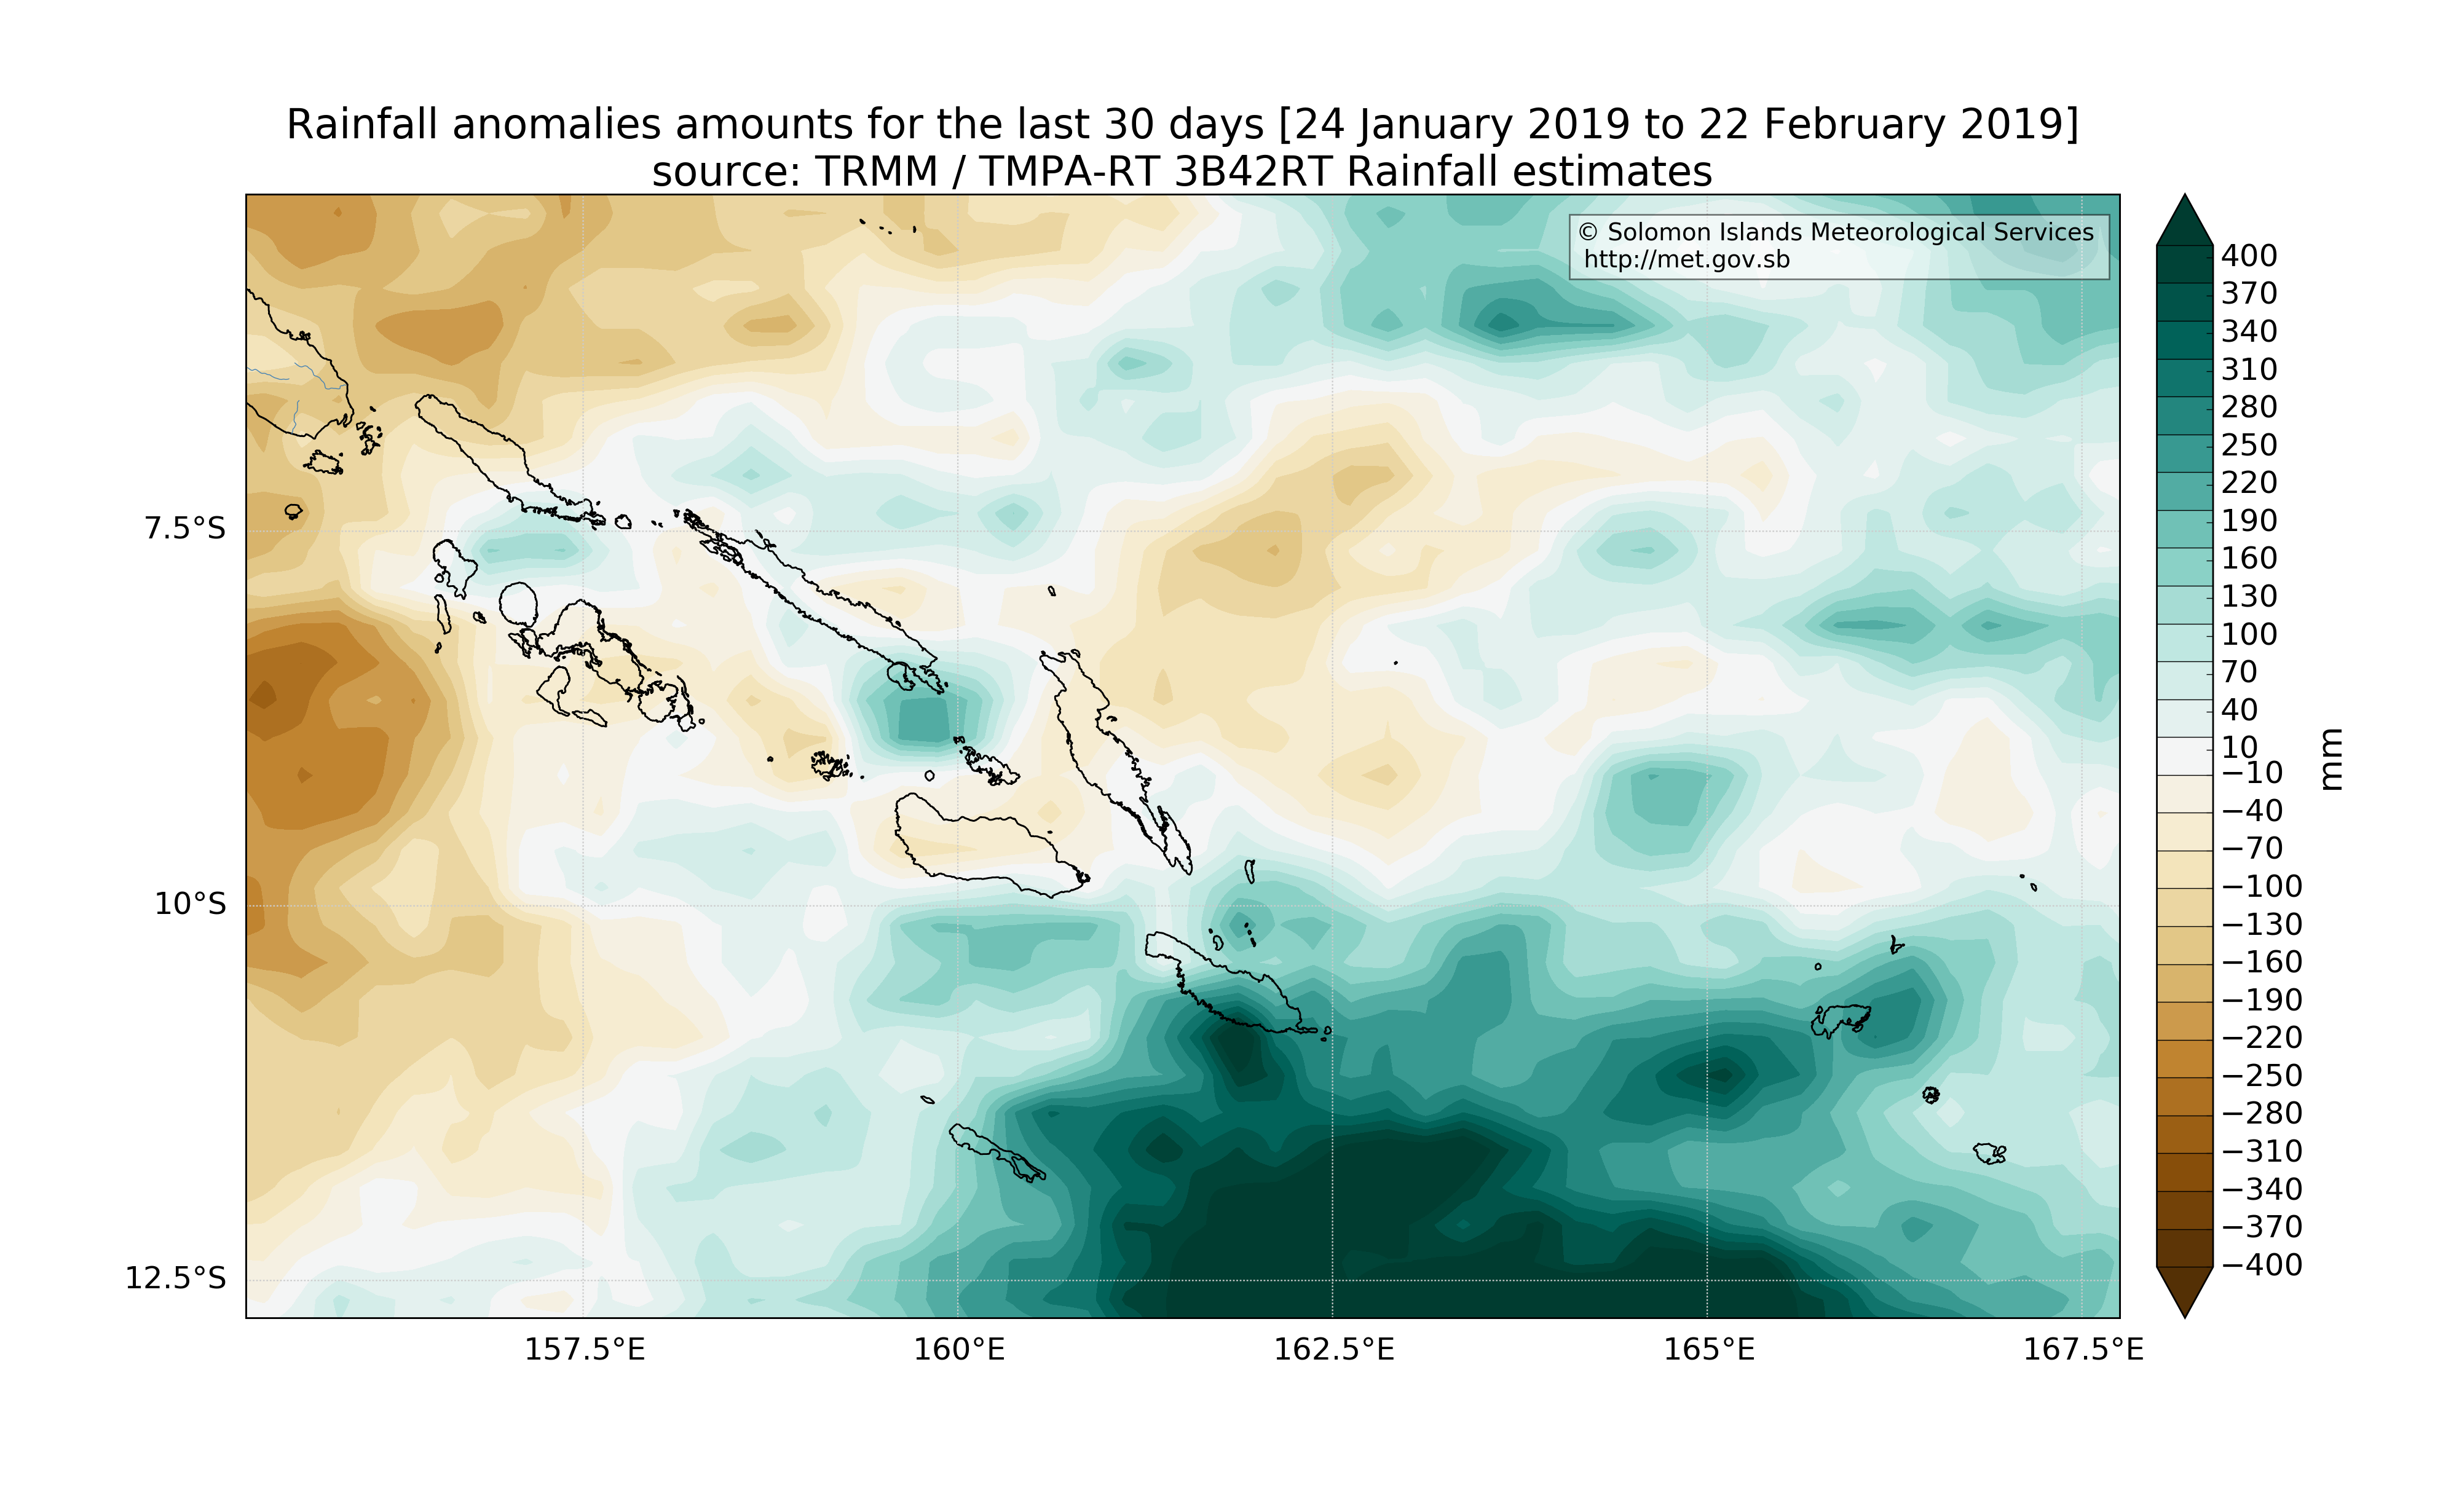 Rainfall anomalies amounts for the last 30 days [24 January 2019 to 22 February 2019]
source: TRMM / TMPA-RT 3B42RT Rainfall estimates
© Solomon Islands Meteorological Services
http://met.gov.sb
7.5°S
10°S
12.5°S
157.5°E
160°E
162.5°E
165°E
167.5°E
400
370
340
310
280
250
220
190
160
130
100
70
40
10
−10
−40
−70
−100
−130
−160
−190
−220
−250
−280
−310
−340
−370
−400
mm